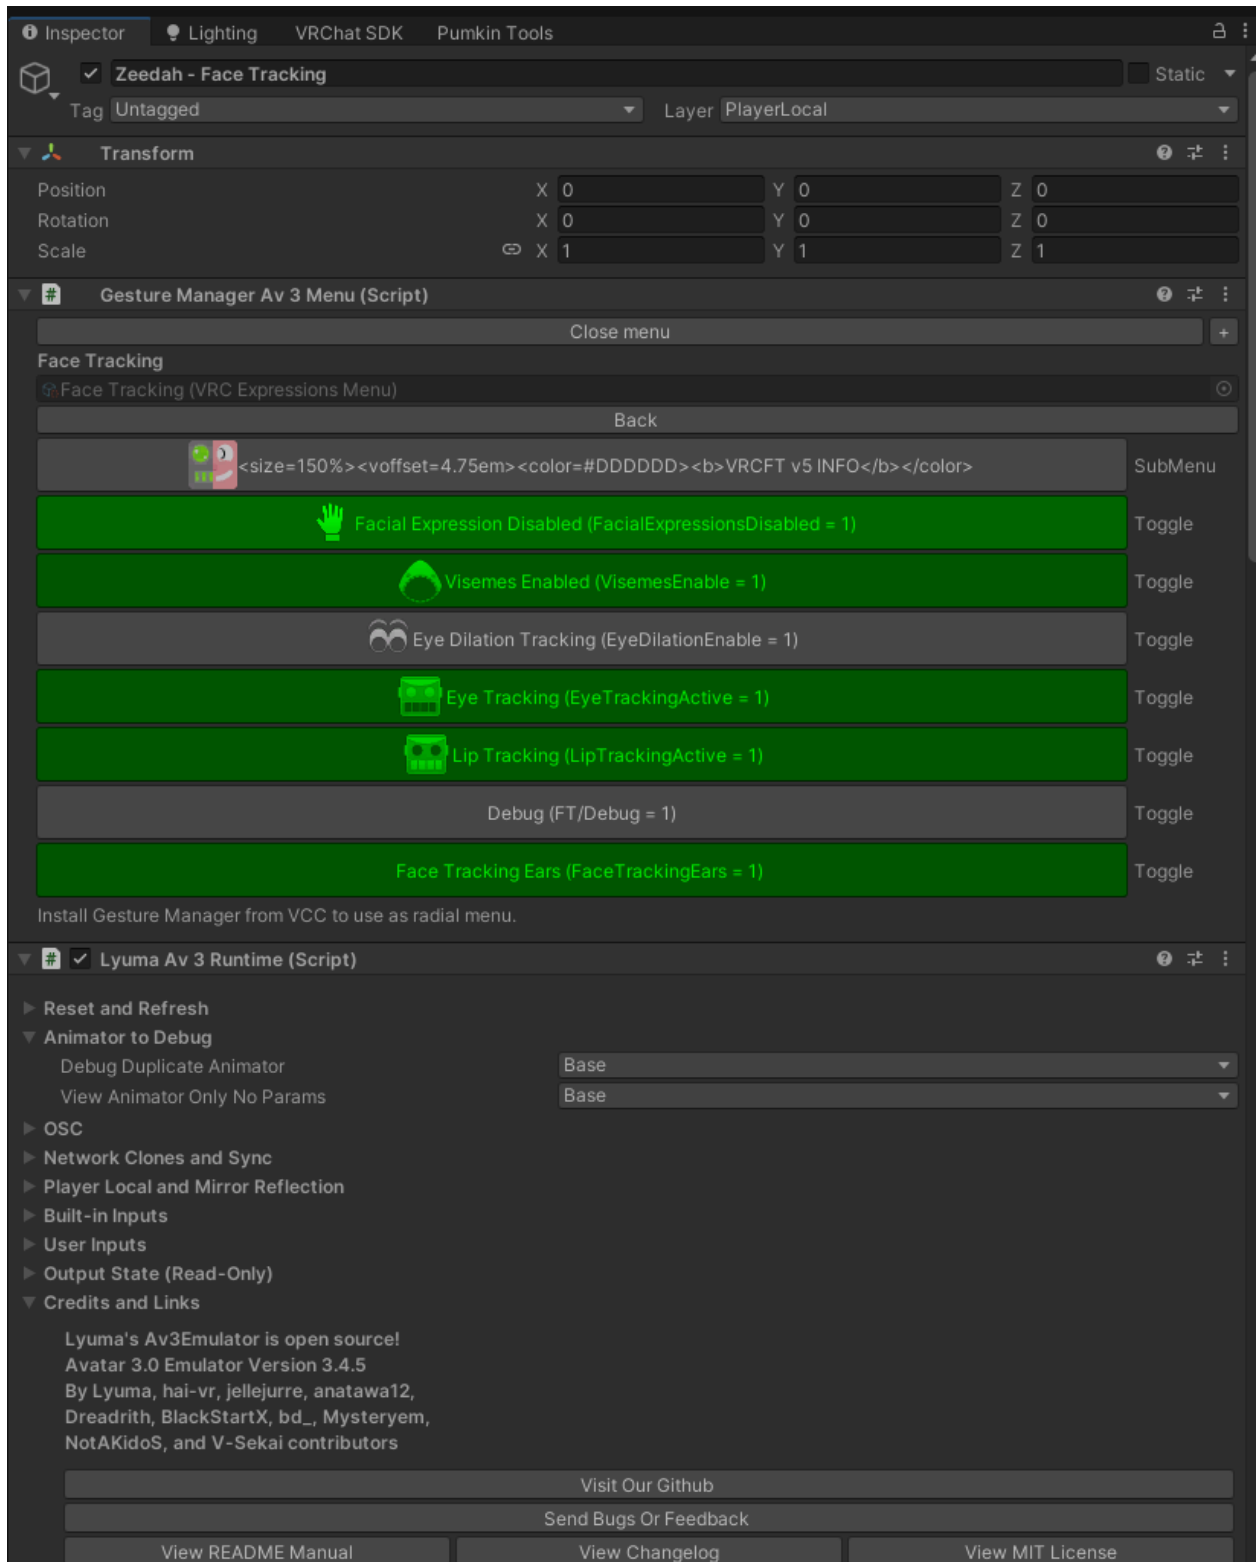 Inspector Lighting VRChat SDK Pumkin Tools
Zeedah - Face Tracking Static
Tag Untagged Layer PlayerLocal
Transform
Position X 0 Y 0 Z 0
Rotation X 0 Y 0 Z 0
Scale X 1 Y 1 Z 1
# Gesture Manager Av 3 Menu (Script)
Close menu +
Face Tracking
Face Tracking (VRC Expressions Menu)
Back
<size=150%><voffset=4.75em><color=#DDDDDD><b>VRCFT v5 INFO</b></color> SubMenu
Facial Expression Disabled (FacialExpressionsDisabled = 1) Toggle
Visemes Enabled (VisemesEnable = 1) Toggle
Eye Dilation Tracking (EyeDilationEnable = 1) Toggle
Eye Tracking (EyeTrackingActive = 1) Toggle
Lip Tracking (LipTrackingActive = 1) Toggle
Debug (FT/Debug = 1) Toggle
Face Tracking Ears (FaceTrackingEars = 1) Toggle
Install Gesture Manager from VCC to use as radial menu.
# Lyuma Av 3 Runtime (Script)
Reset and Refresh
Animator to Debug
Debug Duplicate Animator Base
View Animator Only No Params Base
OSC
Network Clones and Sync
Player Local and Mirror Reflection
Built-in Inputs
User Inputs
Output State (Read-Only)
Credits and Links
Lyuma's Av3Emulator is open source!
Avatar 3.0 Emulator Version 3.4.5
By Lyuma, hai-vr, jellejurre, anatawa12,
Dreadrith, BlackStartX, bd_, Mysteryem,
NotAKidoS, and V-Sekai contributors
Visit Our Github
Send Bugs Or Feedback
View README Manual View Changelog View MIT License